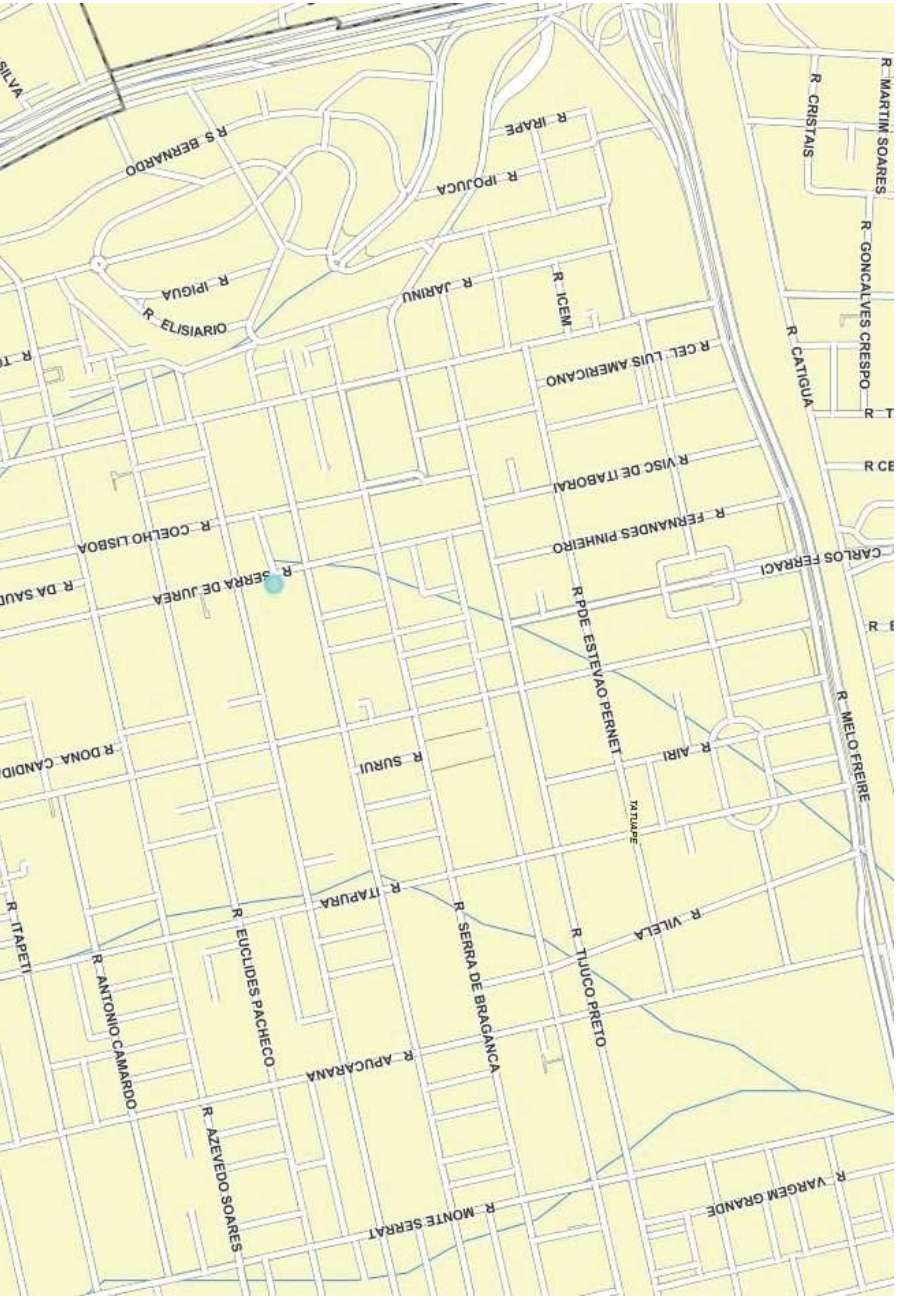 SILVA
R MARTIM SOARES
R CRISTAIS
R IRAPE
R S BERNARDO
R IPOJUCA
R GONCALVES CRESPO
R IPIGUA
R JARINU
R ICEM
R ELISIARIO
R TO
R CEL LUIS AMERICANO
R CATIGUA
R T
R VISC DE ITABORAI
R CE
R COELHO LISBOA
R FERNANDES PINHEIRO
CARLOS FERRACI
R SERRA DE JUREA
R DA SAUD
R PDE ESTEVAO PERNET
R E
R MELO FREIRE
R DONA CANDIDA
R SURUI
R AIRI
TATUAPE
R ITAPURA
R ITAPETI
R EUCLIDES PACHECO
R SERRA DE BRAGANCA
R VILELA
R TIJUCO PRETO
R ANTONIO CAMARDO
R APUCARANA
R AZEVEDO SOARES
R VARGEM GRANDE
R MONTE SERRAT